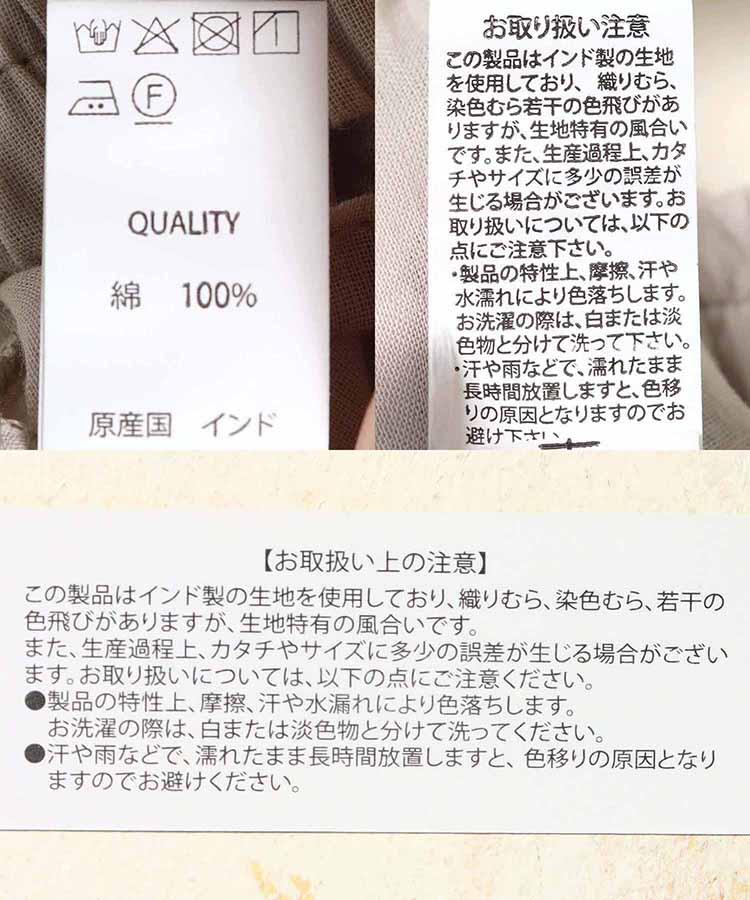 F
QUALITY
綿 100%
原産国 インド
お取り扱い注意
この製品はインド製の生地
を使用しており、 織りむら、
染色むら若干の色飛びがあ
りますが、生地特有の風合い
です。また、生産過程上、カタ
チやサイズに多少の誤差が
生じる場合がございます。お
取り扱いについては、以下の
点にご注意下さい。
・製品の特性上、摩擦、汗や
水濡れにより色落ちします。
お洗濯の際は、白または淡
色物と分けて洗って下さい。
・汗や雨などで、濡れたまま
長時間放置しますと、色移
りの原因となりますのでお
避け下さい
【お取扱い上の注意】
この製品はインド製の生地を使用しており、織りむら、染色むら、若干の
色飛びがありますが、生地特有の風合いです。
また、生産過程上、カタチやサイズに多少の誤差が生じる場合がござい
ます。お取り扱いについては、以下の点にご注意ください。
●製品の特性上、摩擦、汗や水漏れにより色落ちします。
お洗濯の際は、白または淡色物と分けて洗ってください。
●汗や雨などで、濡れたまま長時間放置しますと、色移りの原因となり
ますのでお避けください。